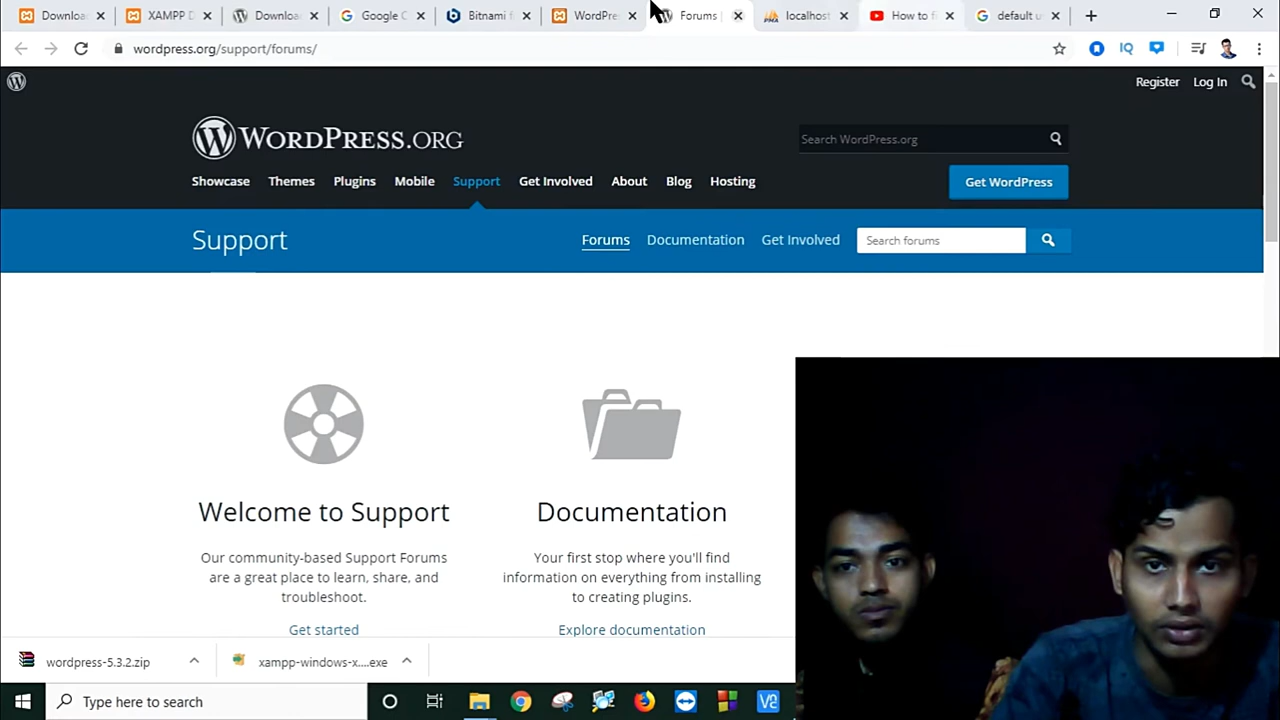 Downloa
XAMPP D
Downloa
Google C
Bitnami f
WordPres
Forums |
localhost
How to fi
default u
wordpress.org/support/forums/
IQ
Register
Log In
WORDPRESS.ORG
Search WordPress.org
Showcase
Themes
Plugins
Mobile
Support
Get Involved
About
Blog
Hosting
Get WordPress
Support
Forums
Documentation
Get Involved
Search forums
Welcome to Support
Our community-based Support Forums
are a great place to learn, share, and
troubleshoot.
Get started
Documentation
Your first stop where you'll find
information on everything from installing
to creating plugins.
Explore documentation
wordpress-5.3.2.zip
xampp-windows-x....exe
Type here to search